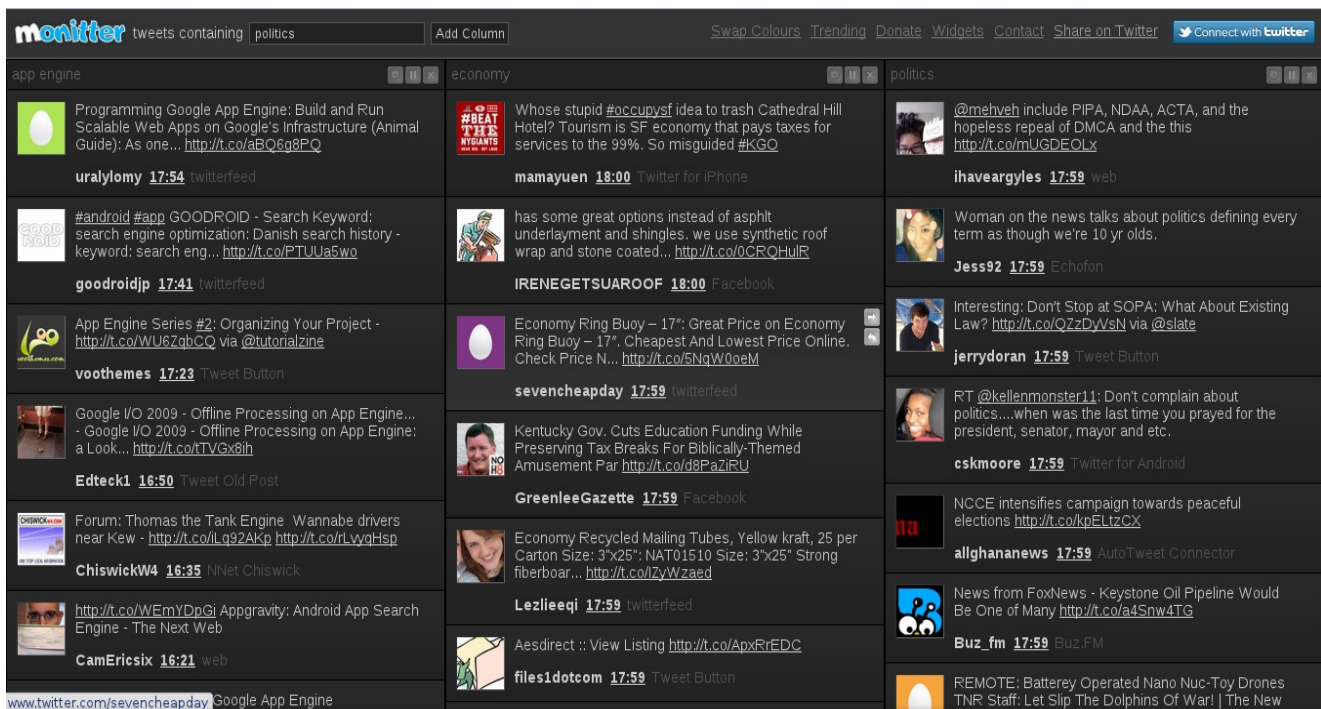 monitter tweets containing politics Add Column Swap Colours Trending Donate Widgets Contact Share on Twitter Connect with twitter
app engine
Programming Google App Engine: Build and Run
Scalable Web Apps on Google's Infrastructure (Animal
Guide): As one... http://t.co/aBQ6g8PQ
uralylomy 17:54 twitterfeed
GOOD
ROID
#android #app GOODROID - Search Keyword:
search engine optimization: Danish search history -
keyword: search eng... http://t.co/PTUUa5wo
goodroidjp 17:41 twitterfeed
App Engine Series #2: Organizing Your Project -
http://t.co/WU6ZqbCQ via @tutorialzine
voothemes 17:23 Tweet Button
Google I/O 2009 - Offline Processing on App Engine...
- Google I/O 2009 - Offline Processing on App Engine:
a Look... http://t.co/tTVGx8ih
Edteck1 16:50 Tweet Old Post
Forum: Thomas the Tank Engine Wannabe drivers
near Kew - http://t.co/iLq92AKp http://t.co/rLvyqHsp
ChiswickW4 16:35 NNet Chiswick
http://t.co/WEmYDpGi Appgravity: Android App Search
Engine - The Next Web
CamEricsix 16:21 web
www.twitter.com/sevencheapday Google App Engine
economy
#BEAT
THE
NYGIANTS
Whose stupid #occupysf idea to trash Cathedral Hill
Hotel? Tourism is SF economy that pays taxes for
services to the 99%. So misguided #KGO
mamayuen 18:00 Twitter for iPhone
has some great options instead of asphlt
underlayment and shingles. we use synthetic roof
wrap and stone coated... http://t.co/0CRQHulR
IRENEGETSUAROOF 18:00 Facebook
Economy Ring Buoy – 17″: Great Price on Economy
Ring Buoy – 17″. Cheapest And Lowest Price Online.
Check Price N... http://t.co/5NqW0oeM
sevencheapday 17:59 twitterfeed
NO
H8
Kentucky Gov. Cuts Education Funding While
Preserving Tax Breaks For Biblically-Themed
Amusement Par http://t.co/d8PaZiRU
GreenleeGazette 17:59 Facebook
Economy Recycled Mailing Tubes, Yellow kraft, 25 per
Carton Size: 3"x25": NAT01510 Size: 3"x25" Strong
fiberboar... http://t.co/IZyWzaed
Lezlieeqi 17:59 twitterfeed
Aesdirect :: View Listing http://t.co/ApxRrEDC
files1dotcom 17:59 Tweet Button
politics
@mehveh include PIPA, NDAA, ACTA, and the
hopeless repeal of DMCA and the this
http://t.co/mUGDEOLx
ihaveargyles 17:59 web
Woman on the news talks about politics defining every
term as though we're 10 yr olds.
Jess92 17:59 Echofon
Interesting: Don't Stop at SOPA: What About Existing
Law? http://t.co/QZzDyVsN via @slate
jerrydoran 17:59 Tweet Button
RT @kellenmonster11: Don't complain about
politics....when was the last time you prayed for the
president, senator, mayor and etc.
cskmoore 17:59 Twitter for Android
na
NCCE intensifies campaign towards peaceful
elections http://t.co/kpELtzCX
allghananews 17:59 AutoTweet Connector
News from FoxNews - Keystone Oil Pipeline Would
Be One of Many http://t.co/a4Snw4TG
Buz_fm 17:59 Buz.FM
REMOTE: Batterey Operated Nano Nuc-Toy Drones
TNR Staff: Let Slip The Dolphins Of War! | The New